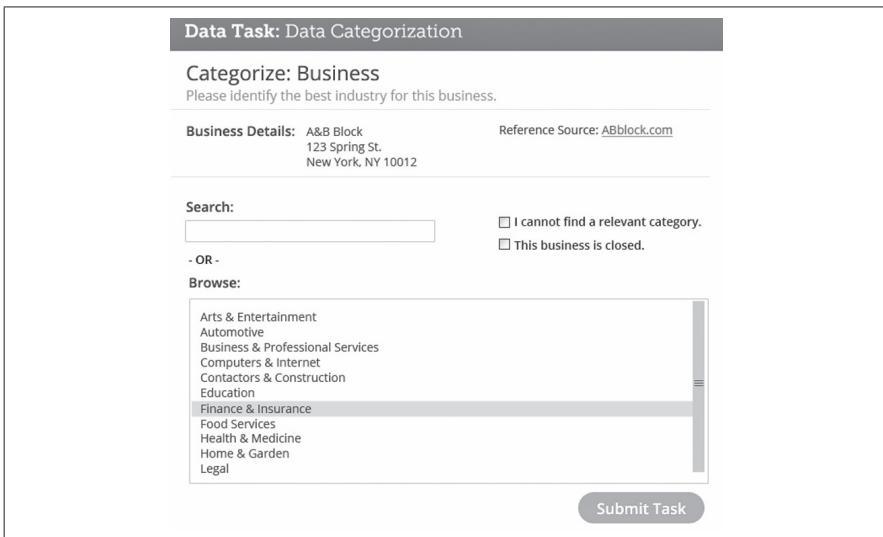 Data Task: Data Categorization
Categorize: Business
Please identify the best industry for this business.
Business Details: A&B Block
123 Spring St.
New York, NY 10012
Reference Source: ABblock.com
Search:
I cannot find a relevant category.
This business is closed.
- OR -
Browse:
Arts & Entertainment
Automotive
Business & Professional Services
Computers & Internet
Contactors & Construction
Education
Finance & Insurance
Food Services
Health & Medicine
Home & Garden
Legal
Submit Task